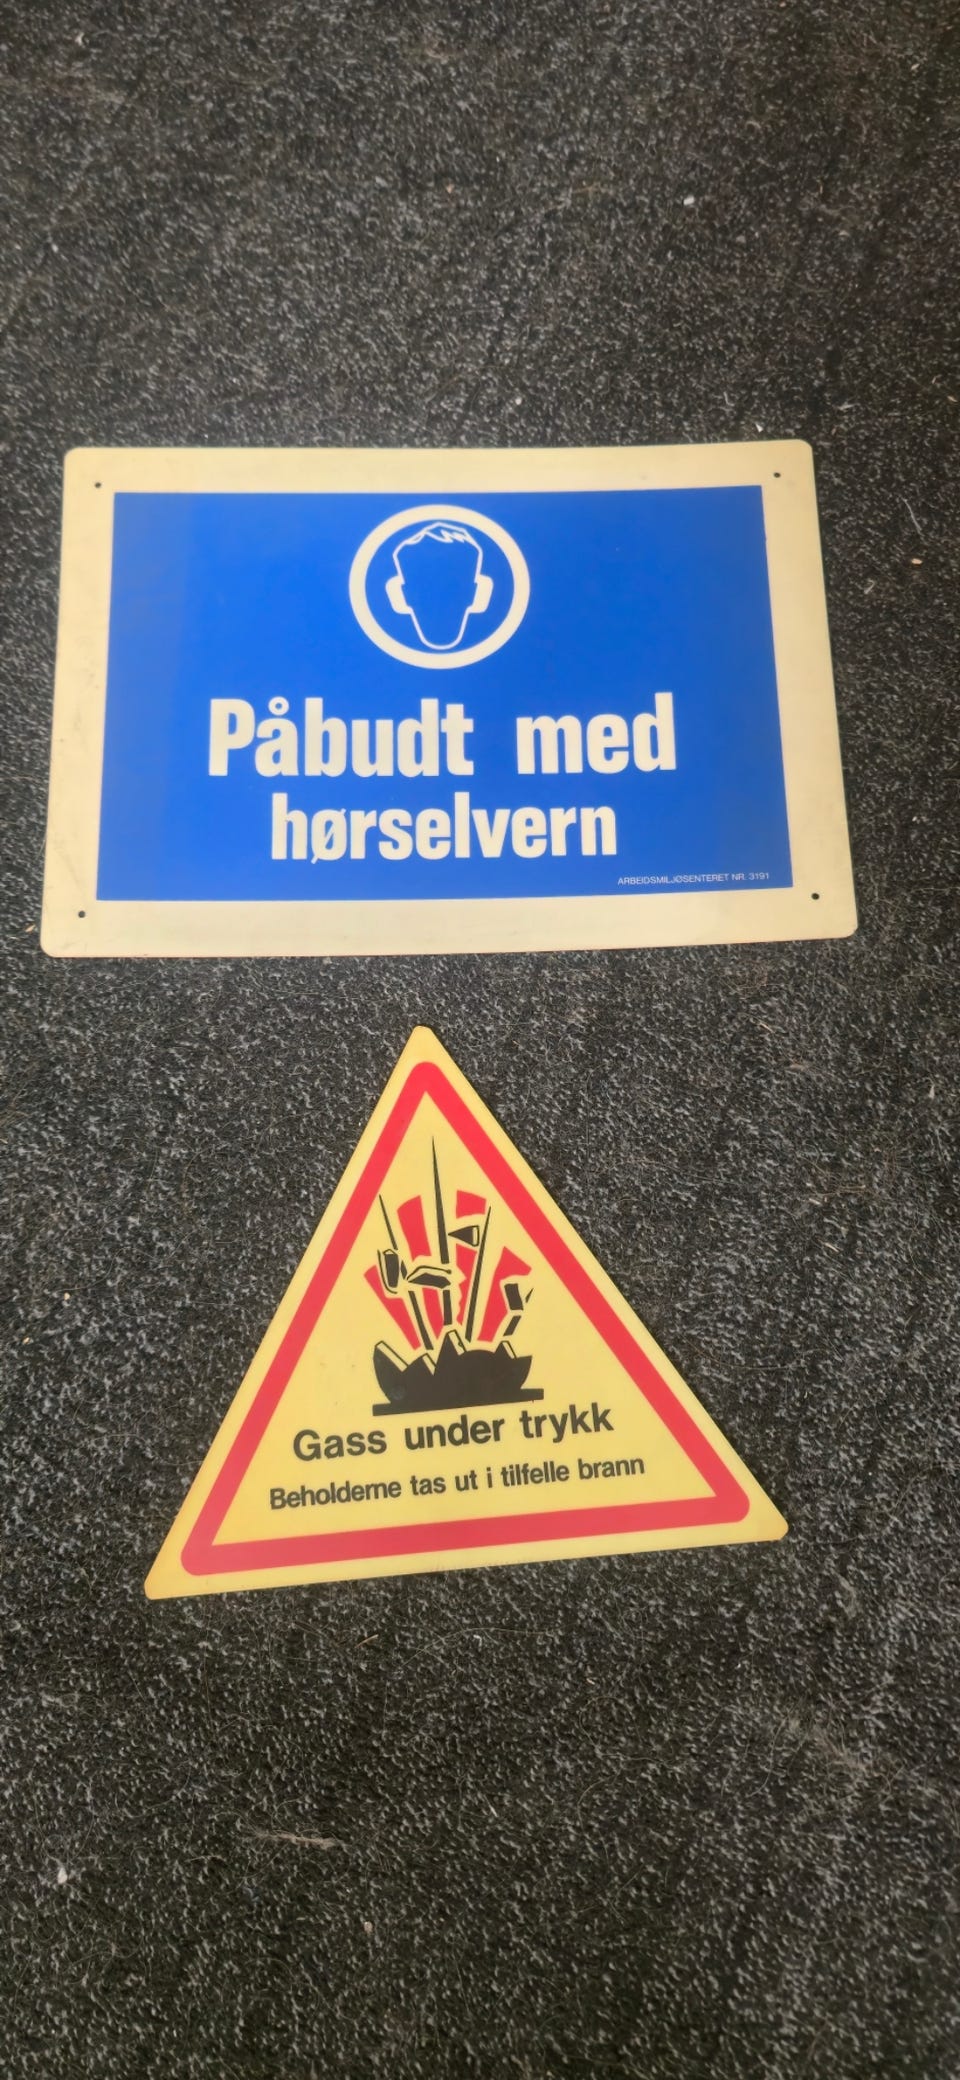 Påbudt med
hørselvern
ARBEIDSMILJØSENTERET NR. 3191
Gass under trykk
Beholderne tas ut i tilfelle brann